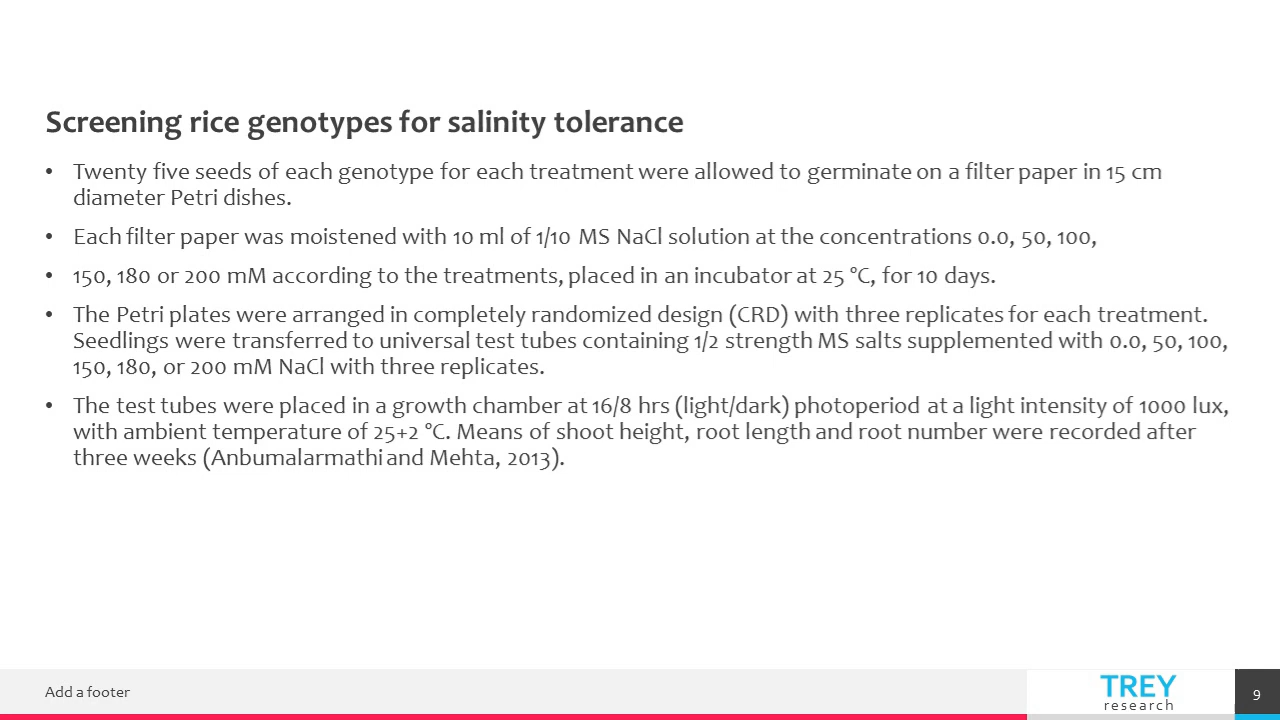 Screening rice genotypes for salinity tolerance
• Twenty five seeds of each genotype for each treatment were allowed to germinate on a filter paper in 15 cm
diameter Petri dishes.
• Each filter paper was moistened with 10 ml of 1/10 MS NaCl solution at the concentrations 0.0, 50, 100,
• 150, 180 or 200 mM according to the treatments, placed in an incubator at 25 °C, for 10 days.
• The Petri plates were arranged in completely randomized design (CRD) with three replicates for each treatment.
Seedlings were transferred to universal test tubes containing 1/2 strength MS salts supplemented with 0.0, 50, 100,
150, 180, or 200 mM NaCl with three replicates.
• The test tubes were placed in a growth chamber at 16/8 hrs (light/dark) photoperiod at a light intensity of 1000 lux,
with ambient temperature of 25+2 °C. Means of shoot height, root length and root number were recorded after
three weeks (Anbumalarmathi and Mehta, 2013).
Add a footer
TREY
research
9